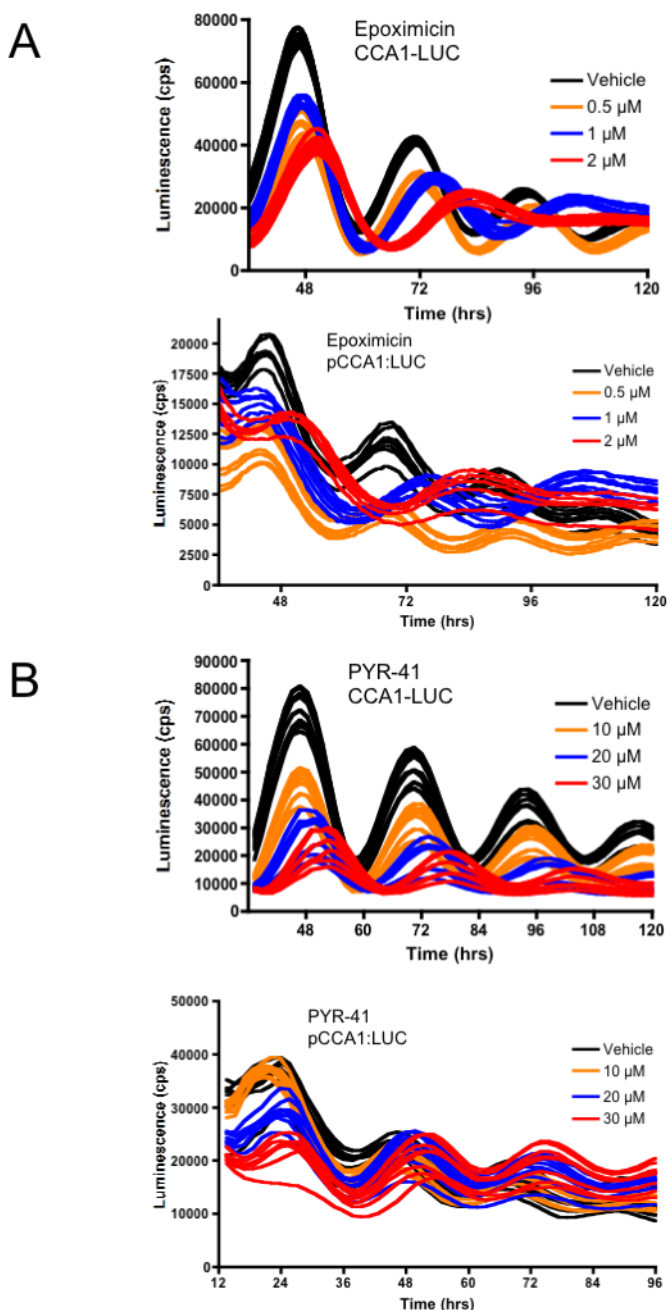 A
Epoximicin
CCA1-LUC
Luminescence (cps)
80000
60000
40000
20000
0
Vehicle
0.5 µM
1 µM
2 µM
48
72
96
120
Time (hrs)
Epoximicin
pCCA1:LUC
Luminescence (cps)
20000
17500
15000
12500
10000
7500
5000
2500
0
Vehicle
0.5 µM
1 µM
2 µM
48
72
96
120
Time (hrs)
B
PYR-41
CCA1-LUC
Luminescence (cps)
90000
80000
70000
60000
50000
40000
30000
20000
10000
0
Vehicle
10 µM
20 µM
30 µM
48
60
72
84
96
108
120
Time (hrs)
PYR-41
pCCA1:LUC
Luminescence (cps)
50000
40000
30000
20000
10000
0
Vehicle
10 µM
20 µM
30 µM
12
24
36
48
60
72
84
96
Time (hrs)